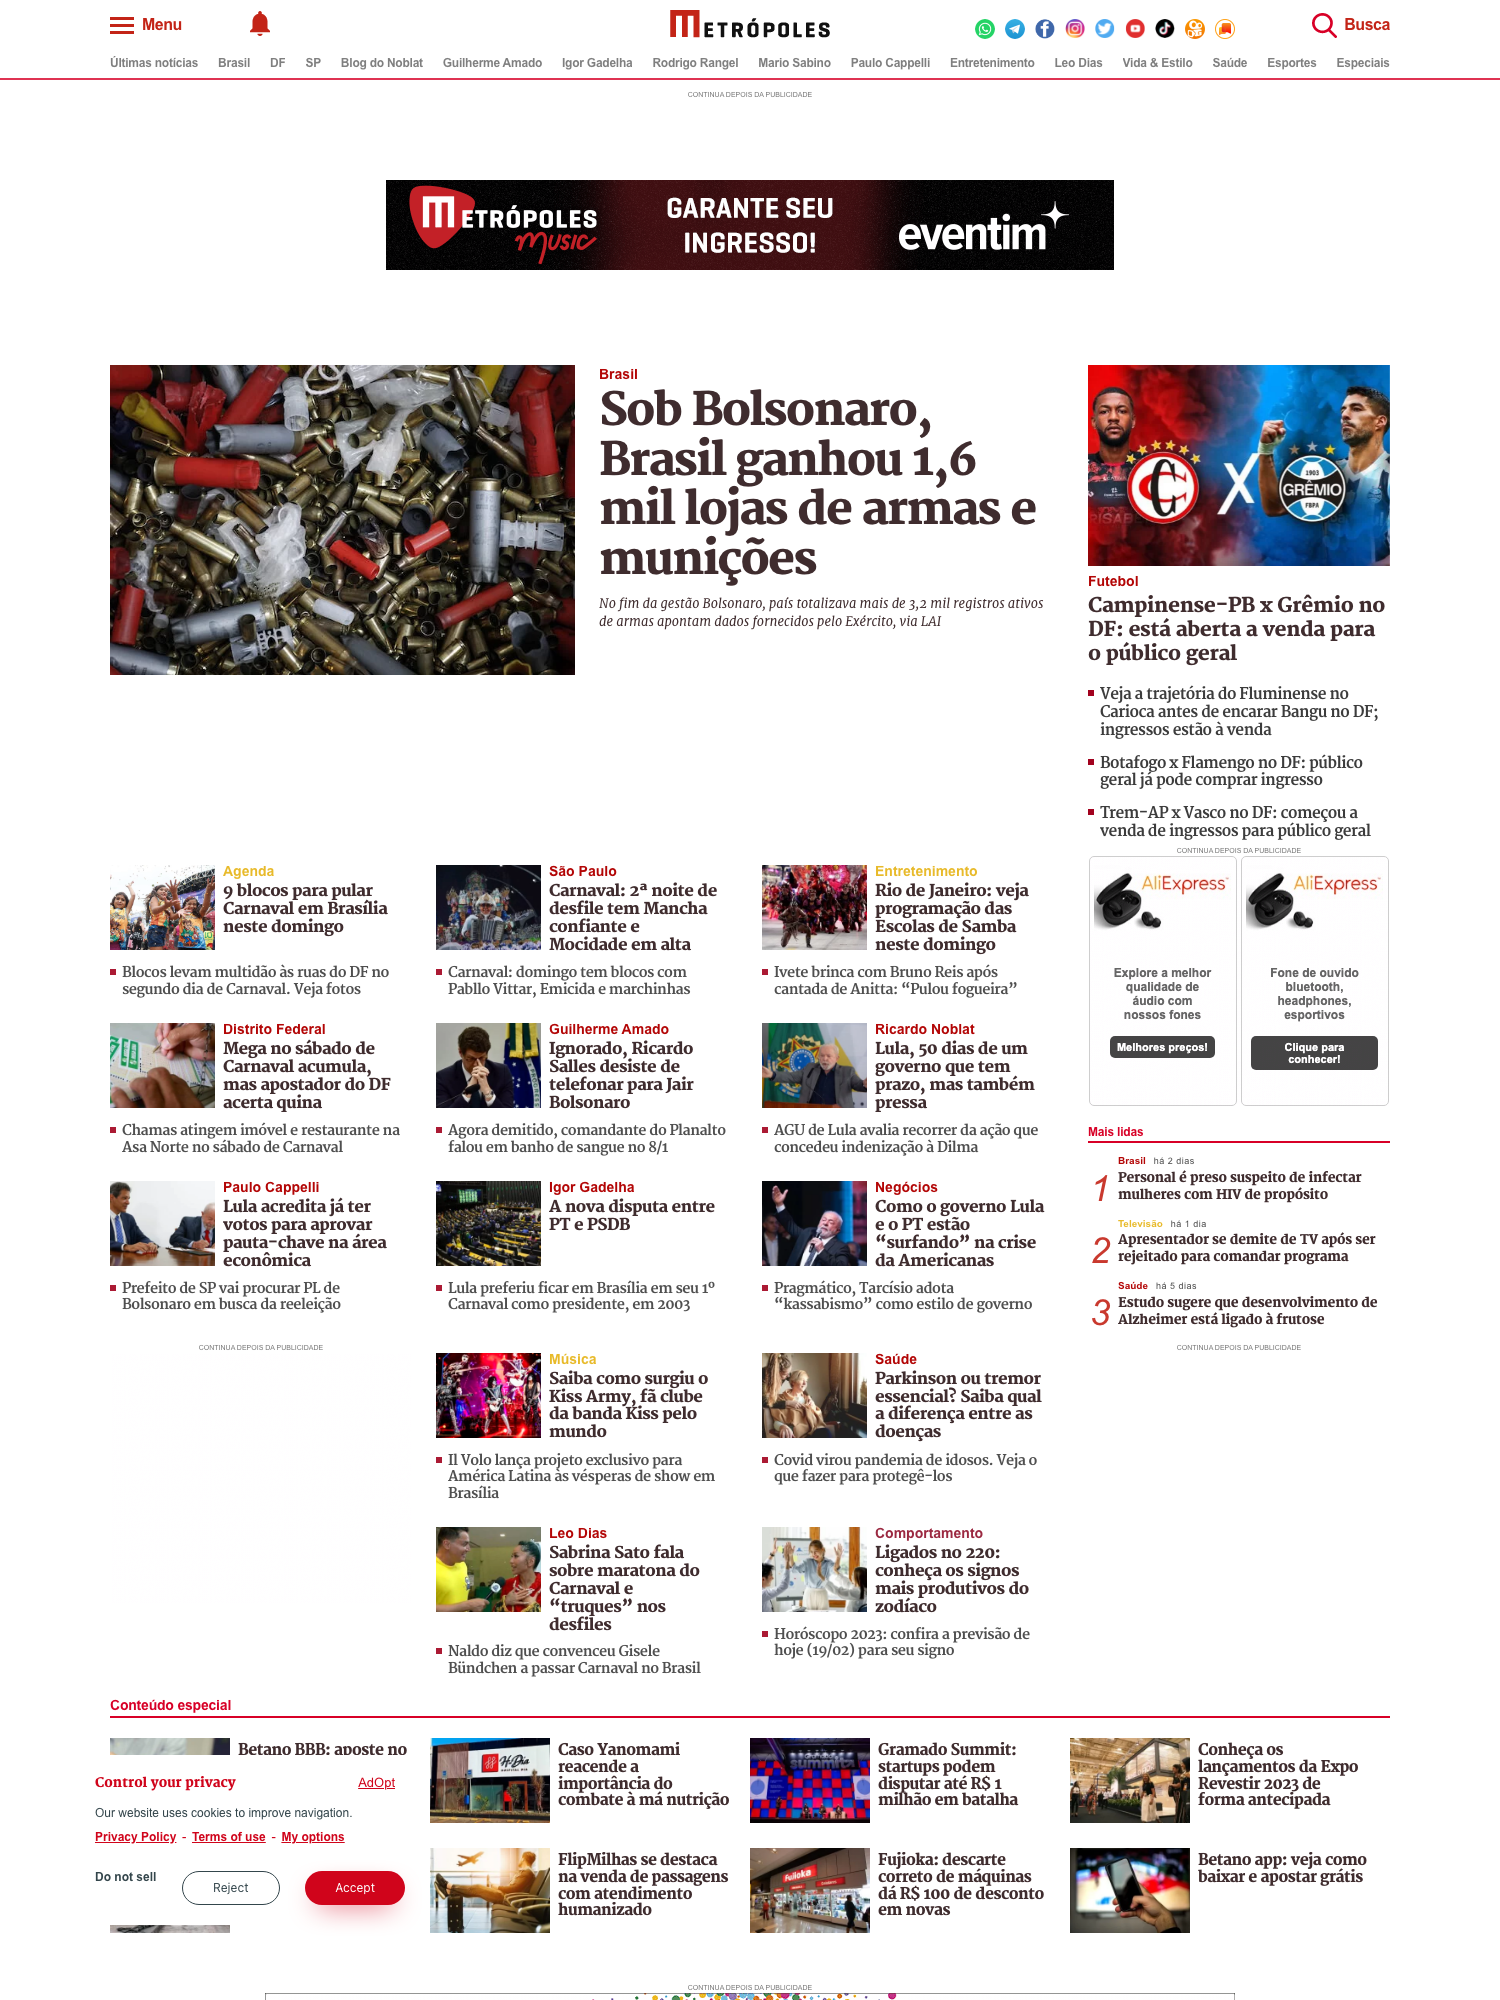 Menu
METRÓPOLES
Busca
Últimas notícias Brasil DF SP Blog do Noblat Guilherme Amado Igor Gadelha Rodrigo Rangel Mario Sabino Paulo Cappelli Entretenimento Leo Dias Vida & Estilo Saúde Esportes Especiais
CONTINUA DEPOIS DA PUBLICIDADE
METRÓPOLES
music
GARANTE SEU
INGRESSO!
eventim
Brasil
Sob Bolsonaro,
Brasil ganhou 1,6
mil lojas de armas e
munições
No fim da gestão Bolsonaro, país totalizava mais de 3,2 mil registros ativos
de armas apontam dados fornecidos pelo Exército, via LAI
X
1903
GRÊMIO
FBPA
Futebol
Campinense-PB x Grêmio no
DF: está aberta a venda para
o público geral
Veja a trajetória do Fluminense no
Carioca antes de encarar Bangu no DF;
ingressos estão à venda
Botafogo x Flamengo no DF: público
geral já pode comprar ingresso
Trem-AP x Vasco no DF: começou a
venda de ingressos para público geral
CONTINUA DEPOIS DA PUBLICIDADE
AliExpress
Explore a melhor
qualidade de
áudio com
nossos fones
Melhores preços!
AliExpress
Fone de ouvido
bluetooth,
headphones,
esportivos
Clique para
conhecer!
Agenda
9 blocos para pular
Carnaval em Brasília
neste domingo
Blocos levam multidão às ruas do DF no
segundo dia de Carnaval. Veja fotos
São Paulo
Carnaval: 2ª noite de
desfile tem Mancha
confiante e
Mocidade em alta
Carnaval: domingo tem blocos com
Pabllo Vittar, Emicida e marchinhas
Entretenimento
Rio de Janeiro: veja
programação das
Escolas de Samba
neste domingo
Ivete brinca com Bruno Reis após
cantada de Anitta: “Pulou fogueira”
Distrito Federal
Mega no sábado de
Carnaval acumula,
mas apostador do DF
acerta quina
Chamas atingem imóvel e restaurante na
Asa Norte no sábado de Carnaval
Guilherme Amado
Ignorado, Ricardo
Salles desiste de
telefonar para Jair
Bolsonaro
Agora demitido, comandante do Planalto
falou em banho de sangue no 8/1
Ricardo Noblat
Lula, 50 dias de um
governo que tem
prazo, mas também
pressa
AGU de Lula avalia recorrer da ação que
concedeu indenização à Dilma
Paulo Cappelli
Lula acredita já ter
votos para aprovar
pauta-chave na área
econômica
Prefeito de SP vai procurar PL de
Bolsonaro em busca da reeleição
Igor Gadelha
A nova disputa entre
PT e PSDB
Lula preferiu ficar em Brasília em seu 1º
Carnaval como presidente, em 2003
Negócios
Como o governo Lula
e o PT estão
“surfando” na crise
da Americanas
Pragmático, Tarcísio adota
“kassabismo” como estilo de governo
Mais lidas
1
Brasil há 2 dias
Personal é preso suspeito de infectar
mulheres com HIV de propósito
2
Televisão há 1 dia
Apresentador se demite de TV após ser
rejeitado para comandar programa
3
Saúde há 5 dias
Estudo sugere que desenvolvimento de
Alzheimer está ligado à frutose
CONTINUA DEPOIS DA PUBLICIDADE
CONTINUA DEPOIS DA PUBLICIDADE
Música
Saiba como surgiu o
Kiss Army, fã clube
da banda Kiss pelo
mundo
Il Volo lança projeto exclusivo para
América Latina às vésperas de show em
Brasília
Saúde
Parkinson ou tremor
essencial? Saiba qual
a diferença entre as
doenças
Covid virou pandemia de idosos. Veja o
que fazer para protegê-los
Leo Dias
Sabrina Sato fala
sobre maratona do
Carnaval e
“truques” nos
desfiles
Naldo diz que convenceu Gisele
Bündchen a passar Carnaval no Brasil
Comportamento
Ligados no 220:
conheça os signos
mais produtivos do
zodíaco
Horóscopo 2023: confira a previsão de
hoje (19/02) para seu signo
Conteúdo especial
Betano BBB: aposte no
Caso Yanomami
reacende a
importância do
combate à má nutrição
Gramado Summit:
startups podem
disputar até R$ 1
milhão em batalha
Conheça os
lançamentos da Expo
Revestir 2023 de
forma antecipada
FlipMilhas se destaca
na venda de passagens
com atendimento
humanizado
Fujioka: descarte
correto de máquinas
dá R$ 100 de desconto
em novas
Betano app: veja como
baixar e apostar grátis
HiDia
summit
Fujioka
Control your privacy
AdOpt
Our website uses cookies to improve navigation.
Privacy Policy - Terms of use - My options
Do not sell
Reject
Accept
CONTINUA DEPOIS DA PUBLICIDADE